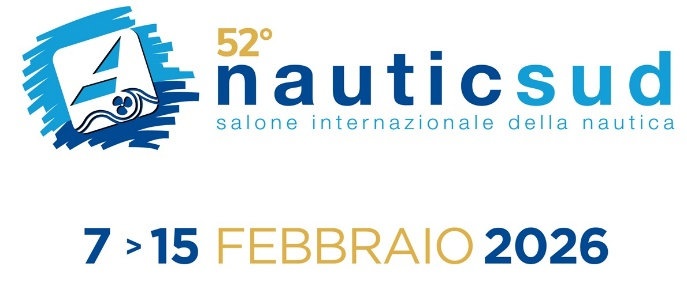 52°
nauticsud
salone internazionale della nautica
7 > 15 FEBBRAIO 2026